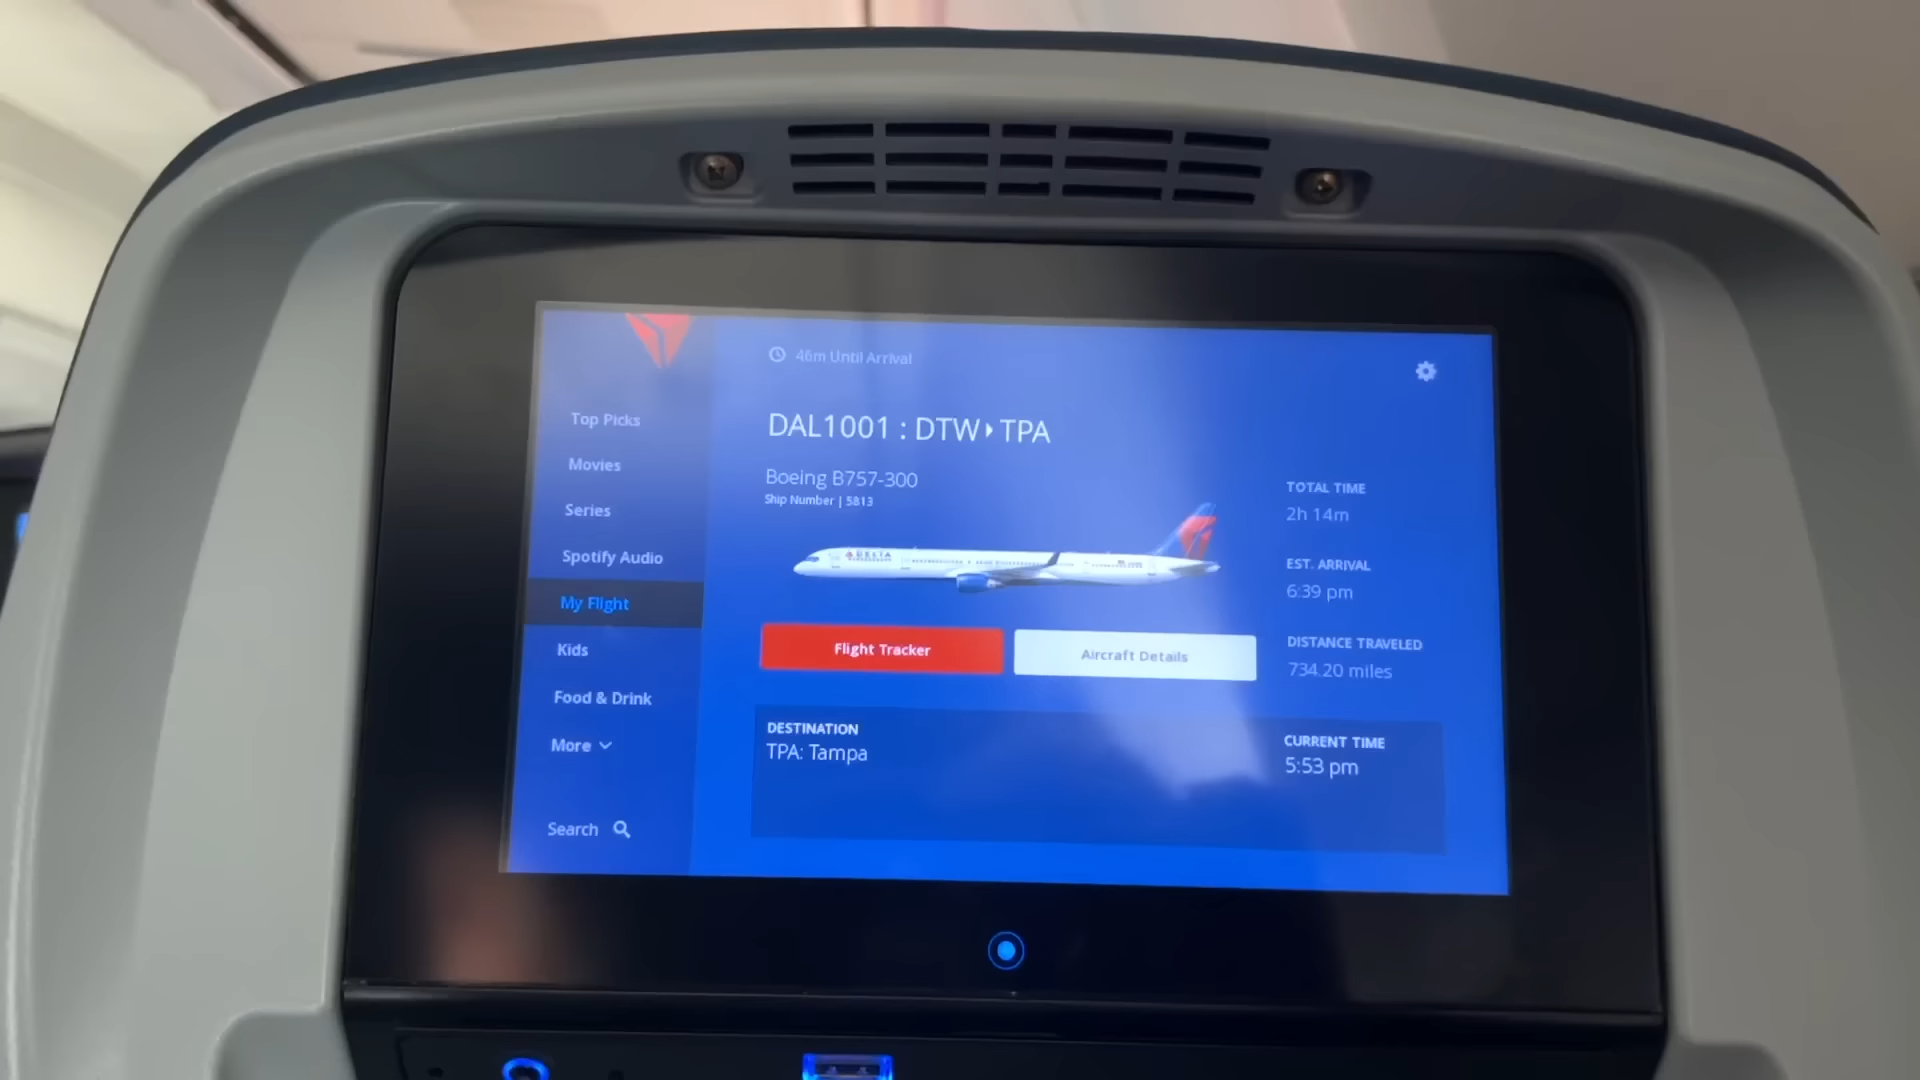 46m Until Arrival
DAL1001 : DTW▸TPA
Boeing B757-300
Ship Number | 5813
DELTA
Top Picks
Movies
Series
Spotify Audio
My Flight
Kids
Food & Drink
More
Search
TOTAL TIME
2h 14m
EST. ARRIVAL
6:39 pm
DISTANCE TRAVELED
734.20 miles
Flight Tracker
Aircraft Details
DESTINATION
TPA: Tampa
CURRENT TIME
5:53 pm